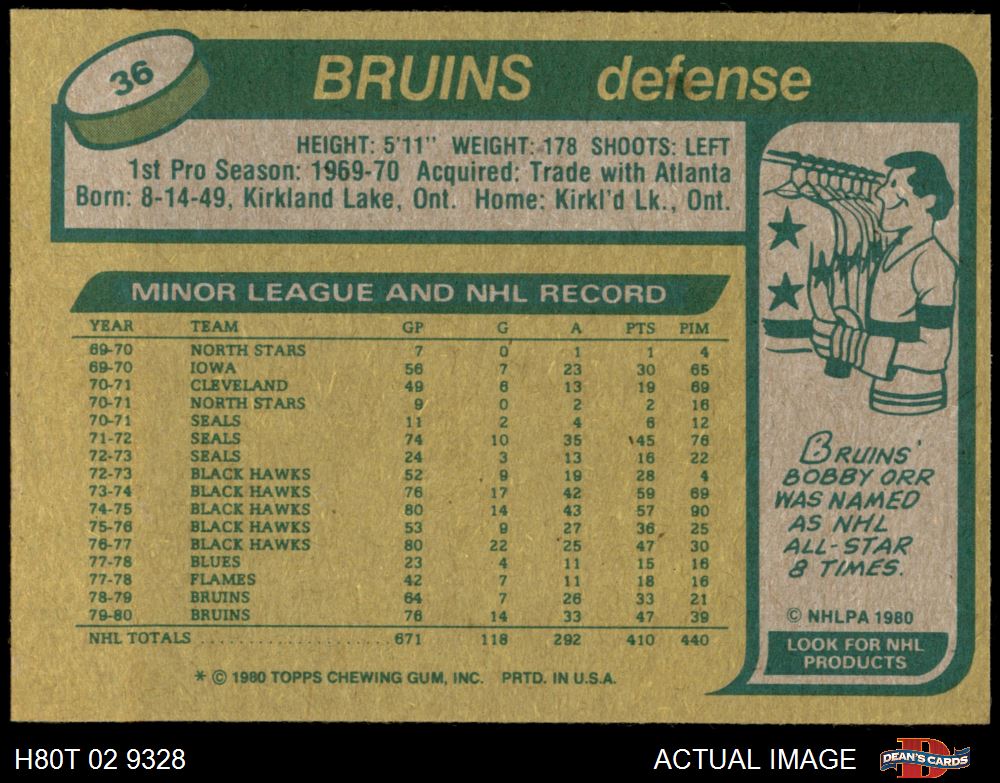 36
BRUINS defense
HEIGHT: 5'11" WEIGHT: 178 SHOOTS: LEFT
1st Pro Season: 1969-70 Acquired: Trade with Atlanta
Born: 8-14-49, Kirkland Lake, Ont. Home: Kirkl'd Lk., Ont.
MINOR LEAGUE AND NHL RECORD
YEAR TEAM GP G A PTS PIM
69-70 NORTH STARS 7 0 1 1 4
69-70 IOWA 56 7 23 30 65
70-71 CLEVELAND 49 6 13 19 69
70-71 NORTH STARS 9 0 2 2 16
70-71 SEALS 11 2 4 6 12
71-72 SEALS 74 10 35 45 76
72-73 SEALS 24 3 13 16 22
72-73 BLACK HAWKS 52 9 19 28 4
73-74 BLACK HAWKS 76 17 42 59 69
74-75 BLACK HAWKS 80 14 43 57 90
75-76 BLACK HAWKS 53 9 27 36 25
76-77 BLACK HAWKS 80 22 25 47 30
77-78 BLUES 23 4 11 15 16
77-78 FLAMES 42 7 11 18 16
78-79 BRUINS 64 7 26 33 21
79-80 BRUINS 76 14 33 47 39
NHL TOTALS .................... 671 118 292 410 440
* © 1980 TOPPS CHEWING GUM, INC. PRTD. IN U.S.A.
BRUINS'
BOBBY ORR
WAS NAMED
AS NHL
ALL-STAR
8 TIMES.
© NHLPA 1980
LOOK FOR NHL
PRODUCTS
H80T 02 9328
ACTUAL IMAGE
D
DEAN'S CARDS